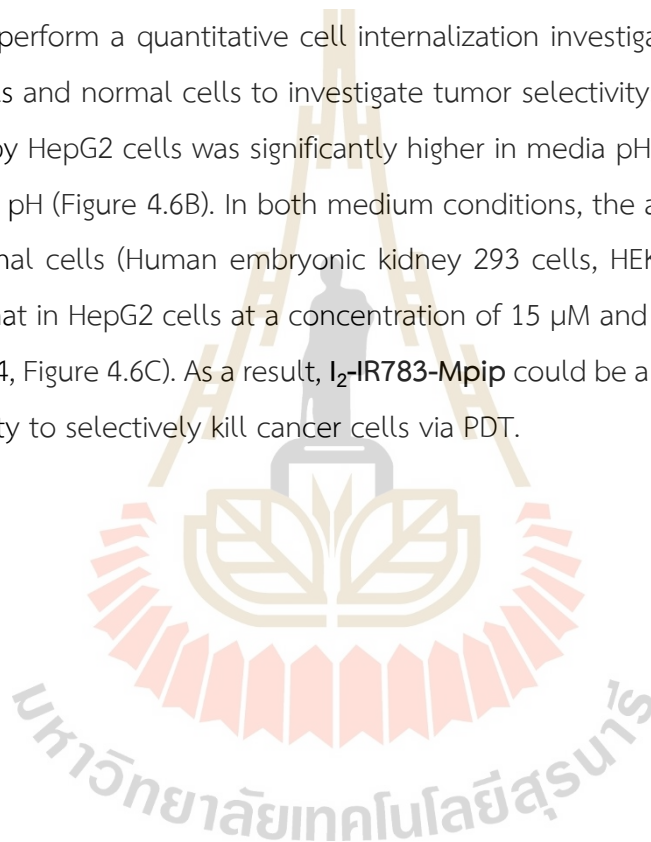 perform a quantitative cell internalization investiga
s and normal cells to investigate tumor selectivity
by HepG2 cells was significantly higher in media pH
pH (Figure 4.6B). In both medium conditions, the a
nal cells (Human embryonic kidney 293 cells, HEK
nat in HepG2 cells at a concentration of 15 µM and
4, Figure 4.6C). As a result, I₂-IR783-Mpip could be a
ty to selectively kill cancer cells via PDT.
มหาวิทยาลัยเทคโนโลยีสุรนารี